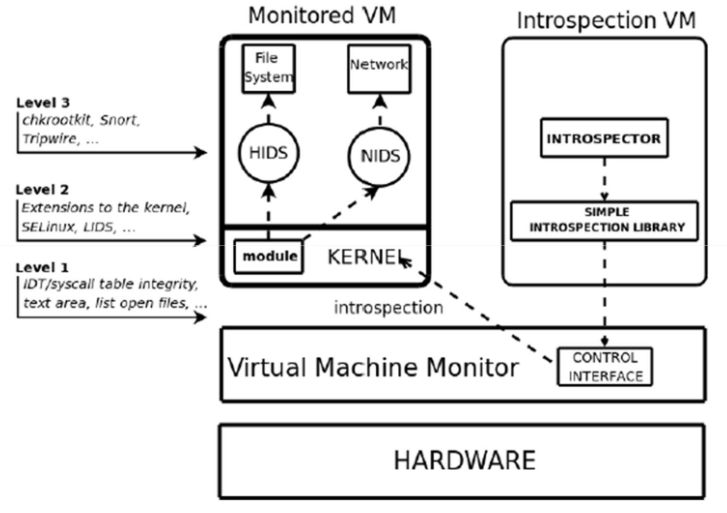 Monitored VM
Introspection VM
File
System
Network
Level 3
chkrootkit, Snort,
Tripwire, ...
HIDS
NIDS
INTROSPECTOR
Level 2
Extensions to the kernel,
SELinux, LIDS, ...
SIMPLE
INTROSPECTION LIBRARY
module
KERNEL
Level 1
IDT/syscall table integrity,
text area, list open files, ...
introspection
Virtual Machine Monitor
CONTROL
INTERFACE
HARDWARE